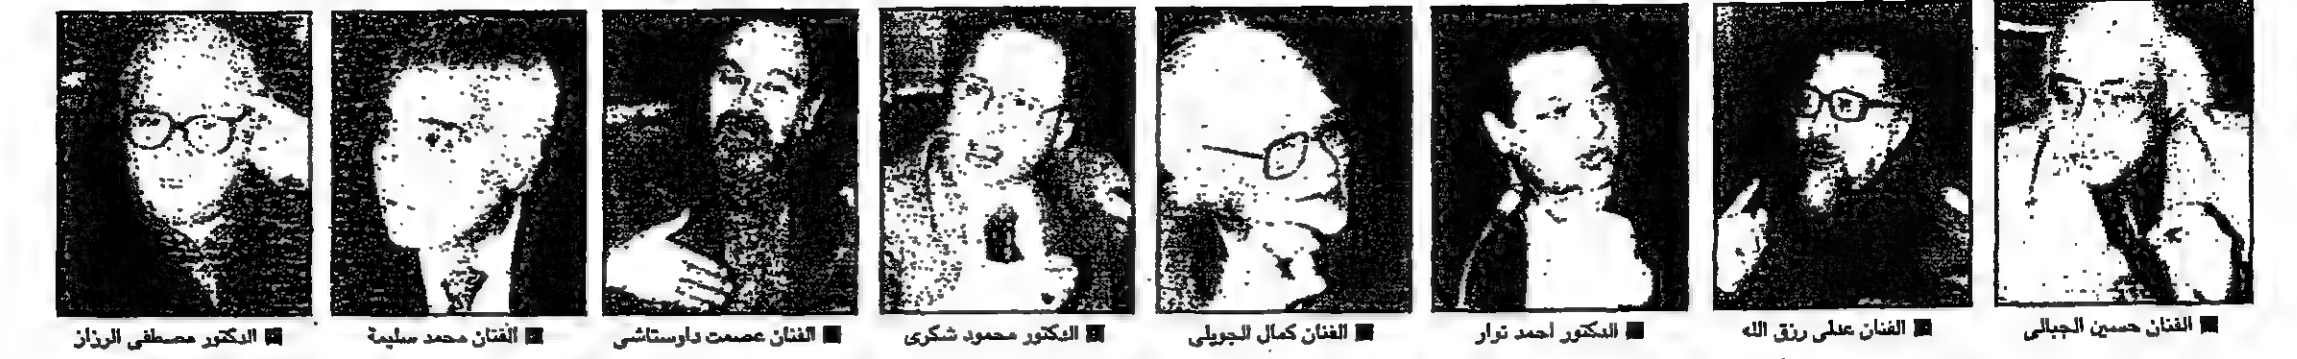 الفنان حسين الجبالى
الفنان عدلى رزق الله
الدكتور احمد نوار
الفنان كمال الجويلى
الدكتور محمود شكرى
الفنان عصمت داوستاشي
الفنان محمد سليمة
الدكتور مصطفى الرزاز